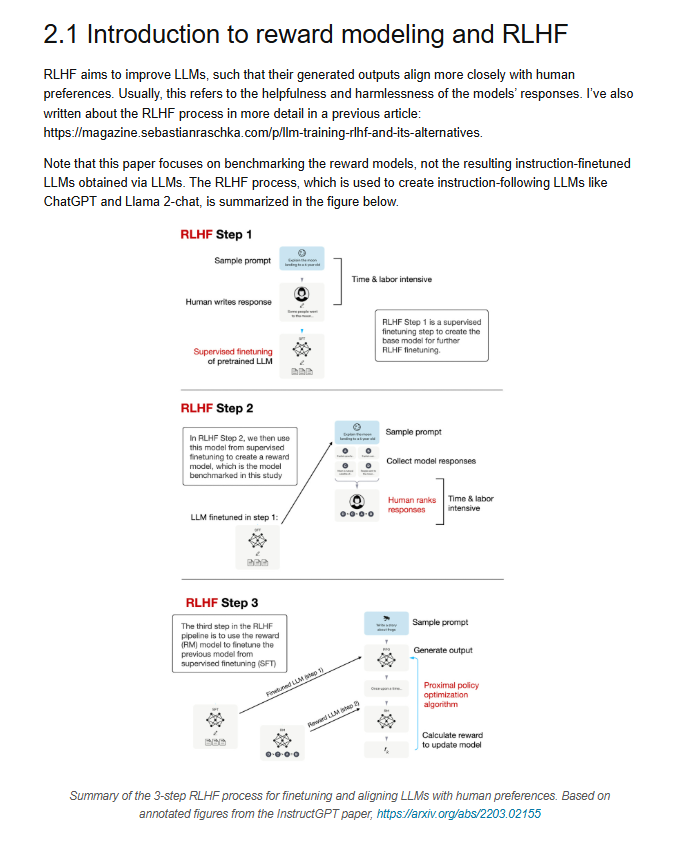 2.1 Introduction to reward modeling and RLHF
RLHF aims to improve LLMs, such that their generated outputs align more closely with human
preferences. Usually, this refers to the helpfulness and harmlessness of the models' responses. I've also
written about the RLHF process in more detail in a previous article:
https://magazine.sebastianraschka.com/p/llm-training-rlhf-and-its-alternatives.
Note that this paper focuses on benchmarking the reward models, not the resulting instruction-finetuned
LLMs obtained via LLMs. The RLHF process, which is used to create instruction-following LLMs like
ChatGPT and Llama 2-chat, is summarized in the figure below.
RLHF Step 1
Sample prompt
Explain the moon
landing to a 6 year old
Time & labor intensive
Human writes response
Some people went
to the moon...
RLHF Step 1 is a supervised
finetuning step to create the
base model for further
RLHF finetuning.
Supervised finetuning
of pretrained LLM
SFT
RLHF Step 2
In RLHF Step 2, we then use
this model from supervised
finetuning to create a reward
model, which is the model
benchmarked in this study
Explain the moon
landing to a 6 year old
Sample prompt
Collect model responses
Human ranks
responses
Time & labor
intensive
LLM finetuned in step 1:
SFT
RLHF Step 3
The third step in the RLHF
pipeline is to use the reward
(RM) model to finetune the
previous model from
supervised finetuning (SFT)
Write a story
about frogs
Sample prompt
Generate output
PPO
Finetuned LLM (step 1)
Once upon a time...
Proximal policy
optimization
algorithm
Reward LLM (step 2)
SFT
RM
RM
Calculate reward
to update model
Summary of the 3-step RLHF process for finetuning and aligning LLMs with human preferences. Based on
annotated figures from the InstructGPT paper, https://arxiv.org/abs/2203.02155